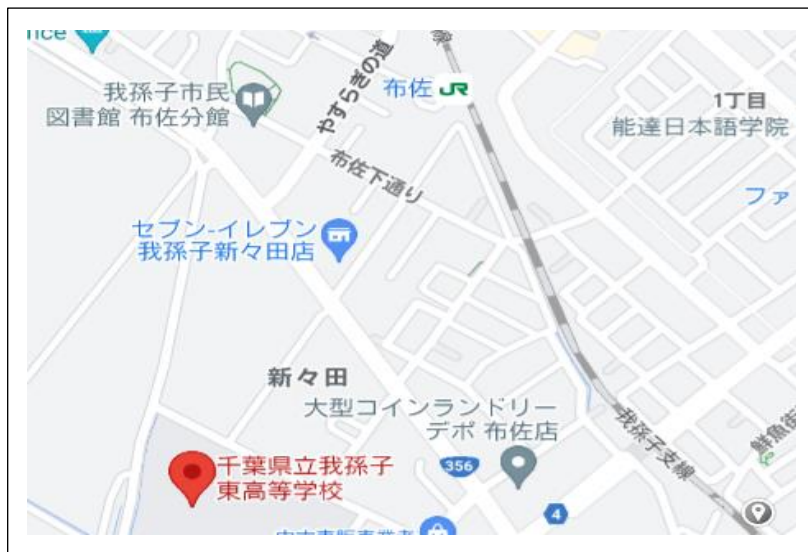 我孫子市民
図書館 布佐分館
やすらぎの道
布佐
JR
1丁目
能達日本語学院
布佐下通り
ファ
セブン-イレブン
我孫子新々田店
新々田
大型コインランドリー
デポ 布佐店
我孫子支線
鮮魚街
356
千葉県立我孫子
東高等学校
4